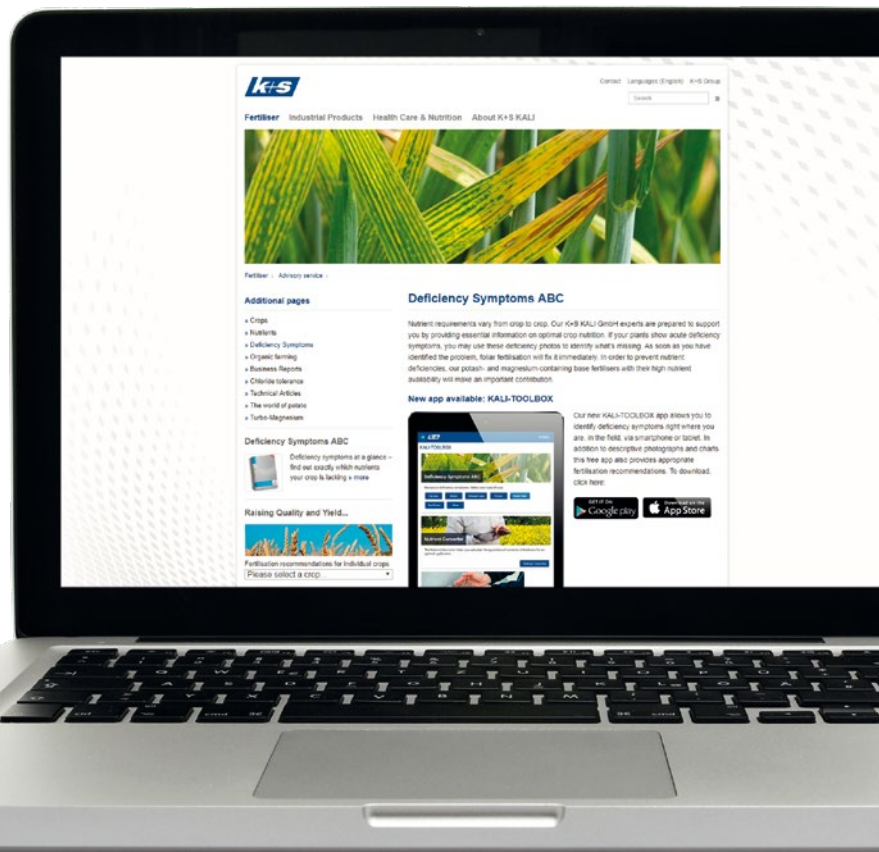 k+s
Contact Languages (English) K+S Group
Search
Fertiliser Industrial Products Health Care & Nutrition About K+S KALI
Fertiliser › Advisory service ›
Additional pages
» Crops
» Nutrients
» Deficiency Symptoms
» Organic farming
» Business Reports
» Chloride tolerance
» Technical Articles
» The world of potato
» Turbo-Magnesium
Deficiency Symptoms ABC
Deficiency symptoms at a glance –
find out exactly which nutrients
your crop is lacking » more
Raising Quality and Yield...
Fertilisation recommendations for individual crops
Please select a crop...
Deficiency Symptoms ABC
Nutrient requirements vary from crop to crop. Our K+S KALI GmbH experts are prepared to support
you by providing essential information on optimal crop nutrition. If your plants show acute deficiency
symptoms, you may use these deficiency photos to identify what's missing. As soon as you have
identified the problem, foliar fertilisation will fix it immediately. In order to prevent nutrient
deficiencies, our potash- and magnesium-containing base fertilisers with their high nutrient
availability will make an important contribution.
New app available: KALI-TOOLBOX
k+s
KALI-TOOLBOX
Deficiency Symptoms ABC
Nutrient Converter
Our new KALI-TOOLBOX app allows you to
identify deficiency symptoms right where you
are, in the field, via smartphone or tablet. In
addition to descriptive photographs and charts
this free app also provides appropriate
fertilisation recommendations. To download,
click here:
GET IT ON
Google play
Download on the
App Store